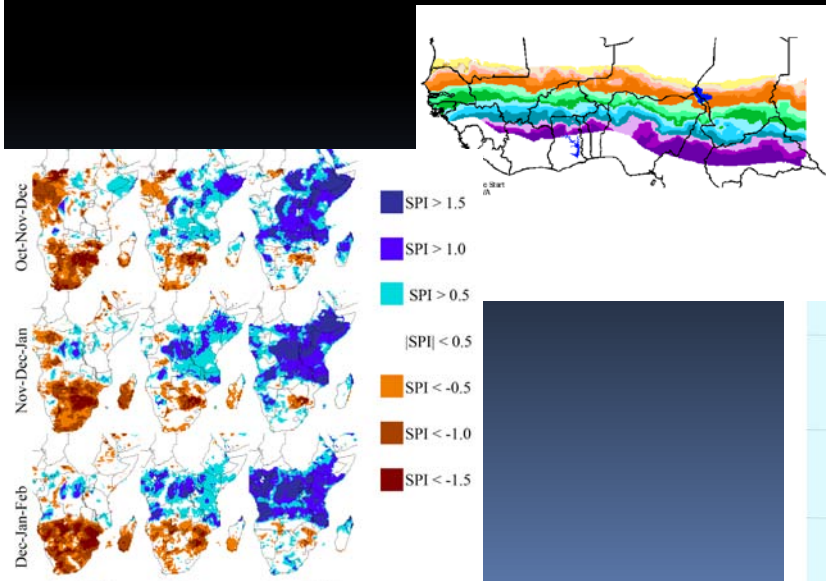 c Start
/A
Oct-Nov-Dec
SPI > 1.5
SPI > 1.0
SPI > 0.5
|SPI| < 0.5
SPI < -0.5
SPI < -1.0
SPI < -1.5
Nov-Dec-Jan
Dec-Jan-Feb